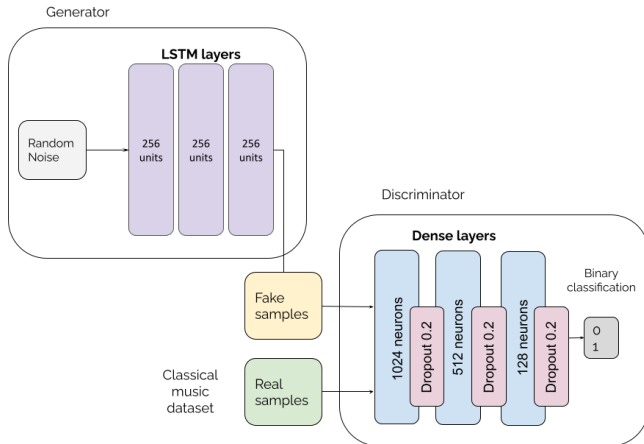 Generator
LSTM layers
Random
Noise
256
units
256
units
256
units
Discriminator
Dense layers
Fake
samples
1024 neurons
Dropout 0.2
512 neurons
Dropout 0.2
128 neurons
Dropout 0.2
Binary
classification
0
1
Classical
music
dataset
Real
samples